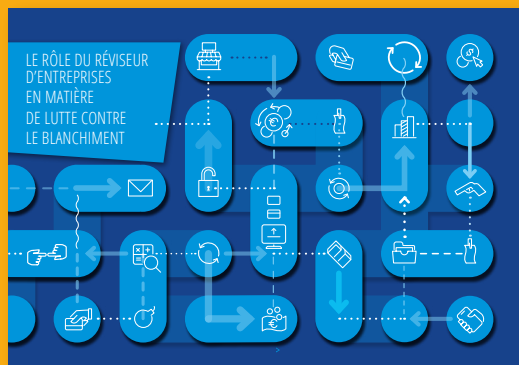 LE RÔLE DU RÉVISEUR
D'ENTREPRISES
EN MATIÈRE
DE LUTTE CONTRE
LE BLANCHIMENT